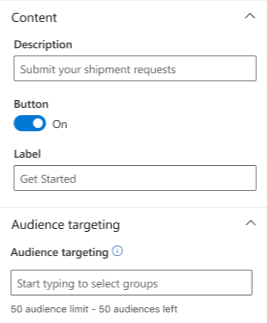 Content
Description
Submit your shipment requests
Button
On
Label
Get Started
Audience targeting
Audience targeting
Start typing to select groups
50 audience limit - 50 audiences left